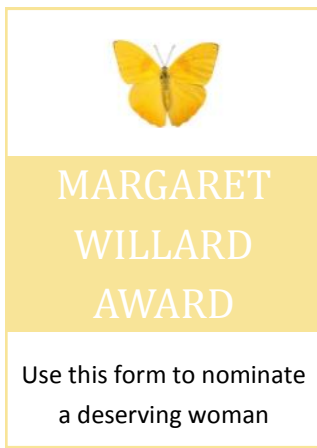 MARGARET
WILLARD
AWARD
Use this form to nominate
a deserving woman